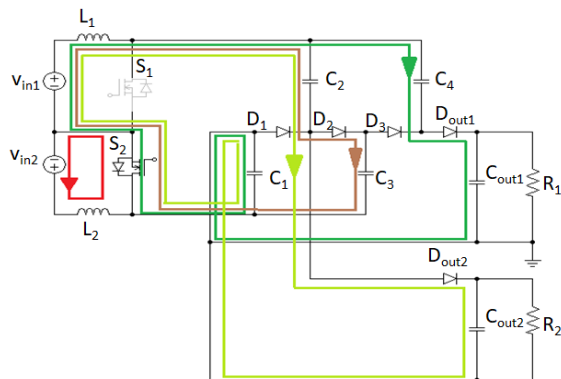 L1
S1
vin1
C2
C4
D1
D2
D3
Dout1
S2
vin2
C1
C3
Cout1
R1
L2
Dout2
Cout2
R2